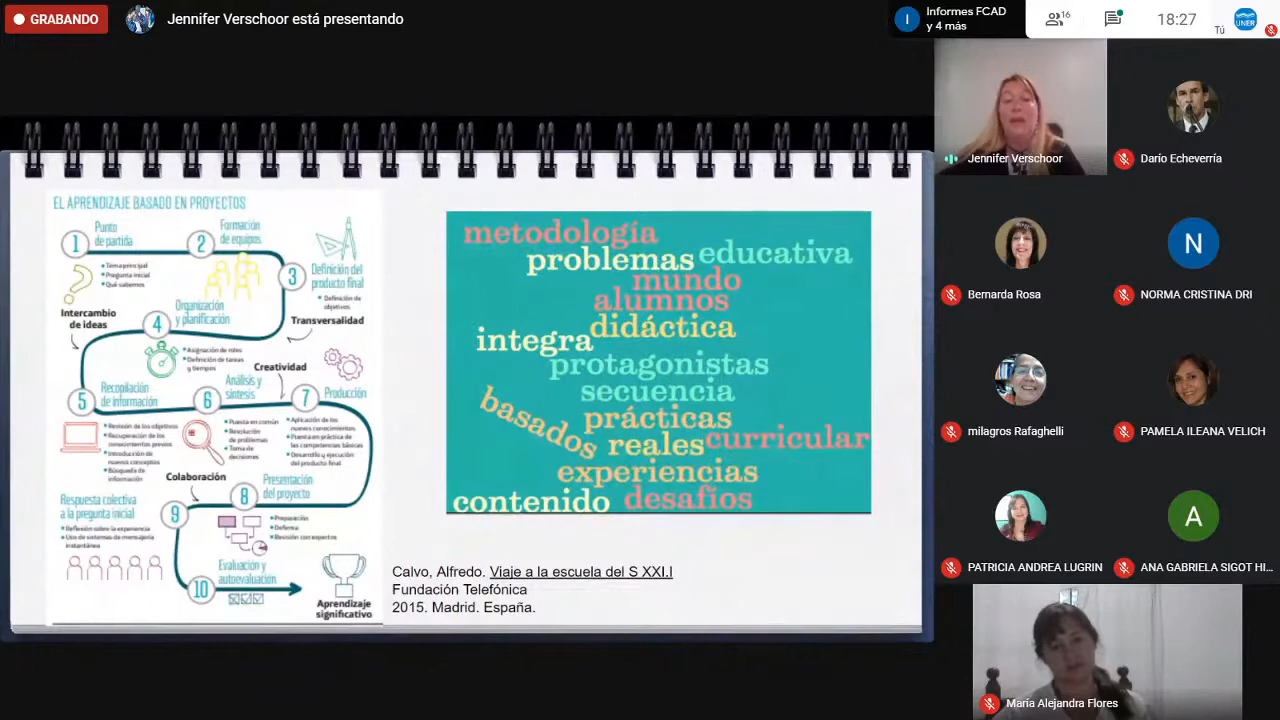 GRABANDO
Jennifer Verschoor está presentando
I
Informes FCAD
y 4 más
16
18:27
Tú
UNER
EL APRENDIZAJE BASADO EN PROYECTOS
1
Punto
de partida
Tema principal
Pregunta inicial
Qué sabemos
2
Formación
de equipos
3
Definición del
producto final
Definición de
objetivos
Intercambio
de ideas
Transversalidad
4
Organización
y planificación
Asignación de roles
Definición de tareas
y tiempos
Creatividad
5
Recopilación
de información
Revisión de los objetivos
Recuperación de los
conocimientos previos
Introducción de
nuevos conceptos
Búsqueda de
información
6
Análisis y
síntesis
Puesta en común
Resolución
de problemas
Toma de
decisiones
7
Producción
Aplicación de los
nuevos conocimientos
Puesta en práctica de
las competencias básicas
Desarrollo y ejecución
del producto final
Colaboración
8
Presentación
del proyecto
Preparación
Defensa
Revisión con expertos
Respuesta colectiva
a la pregunta inicial
9
Reflexión sobre la experiencia
Uso de sistemas de mensajería
instantánea
10
Evaluación y
autoevaluación
Aprendizaje
significativo
metodología
problemas educativa
mundo
alumnos
integra didáctica
protagonistas
secuencia
basados prácticas
reales curricular
experiencias
contenido desafíos
Calvo, Alfredo. Viaje a la escuela del S XXI.I
Fundación Telefónica
2015. Madrid. España.
Jennifer Verschoor
Darío Echeverría
Bernarda Rosa
N
NORMA CRISTINA DRI
milagros Rafaghelli
PAMELA ILEANA VELICH
PATRICIA ANDREA LUGRIN
A
ANA GABRIELA SIGOT HI...
María Alejandra Flores